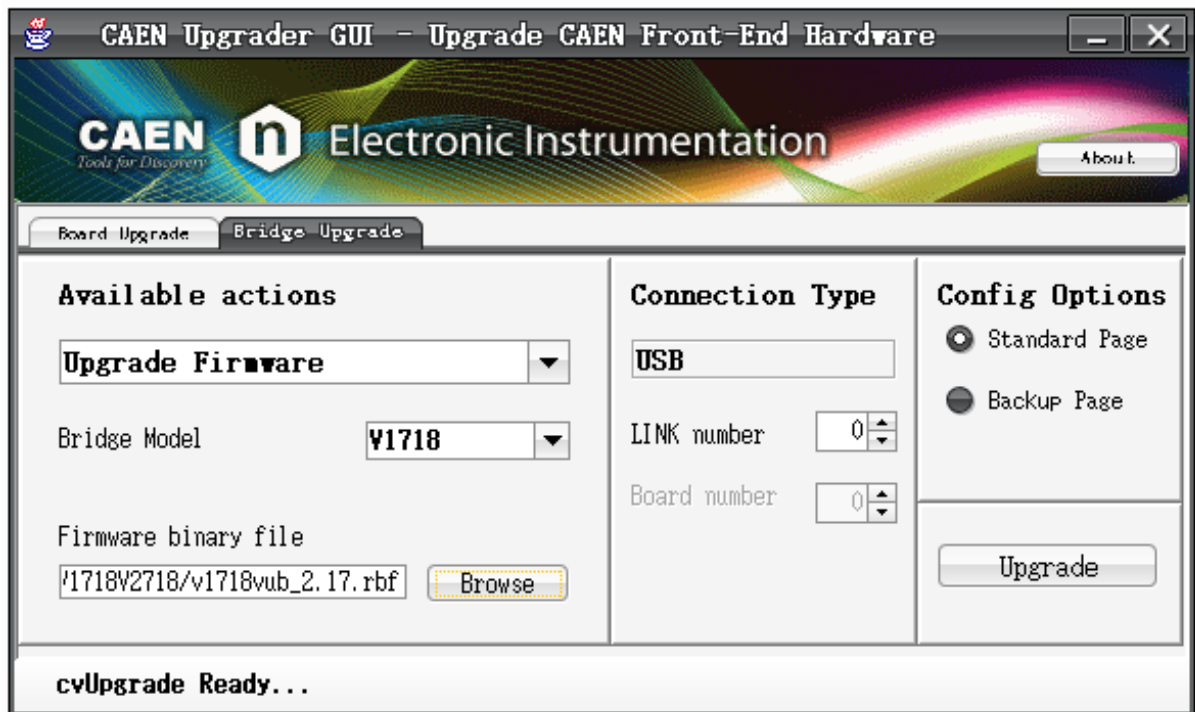 CAEN Upgrader GUI - Upgrade CAEN Front-End Hardware
CAEN
Tools for Discovery
n
Electronic Instrumentation
About
Board Upgrade
Bridge Upgrade
Available actions
Upgrade Firmware
Bridge Model
V1718
Firmware binary file
/1718V2718/v1718vub_2.17.rbf
Browse
Connection Type
USB
LINK number
0
Board number
0
Config Options
Standard Page
Backup Page
Upgrade
cvUpgrade Ready...